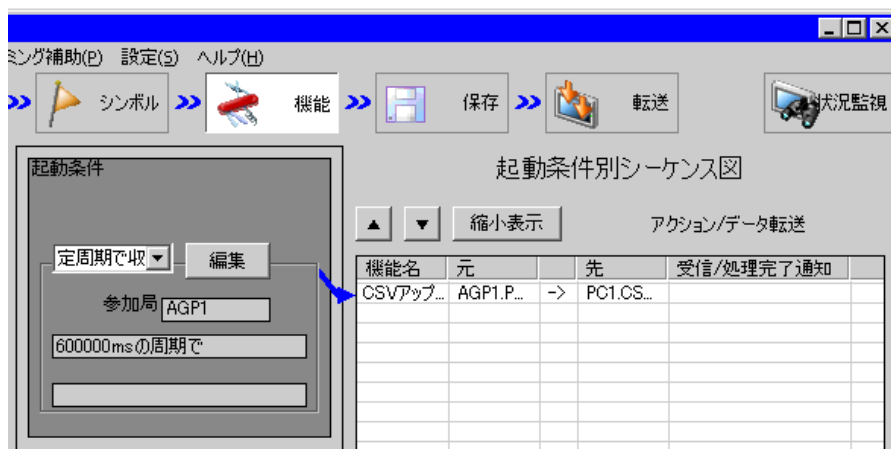 ミング補助(P) 設定(S) ヘルプ(H)
シンボル 機能 保存 転送 状況監視
起動条件
起動条件別シーケンス図
▲ ▼ 縮小表示 アクション/データ転送
定周期で収 編集
機能名 元 先 受信/処理完了通知
CSVアップ... AGP1.P... -> PC1.CS...
参加局 AGP1
600000msの周期で